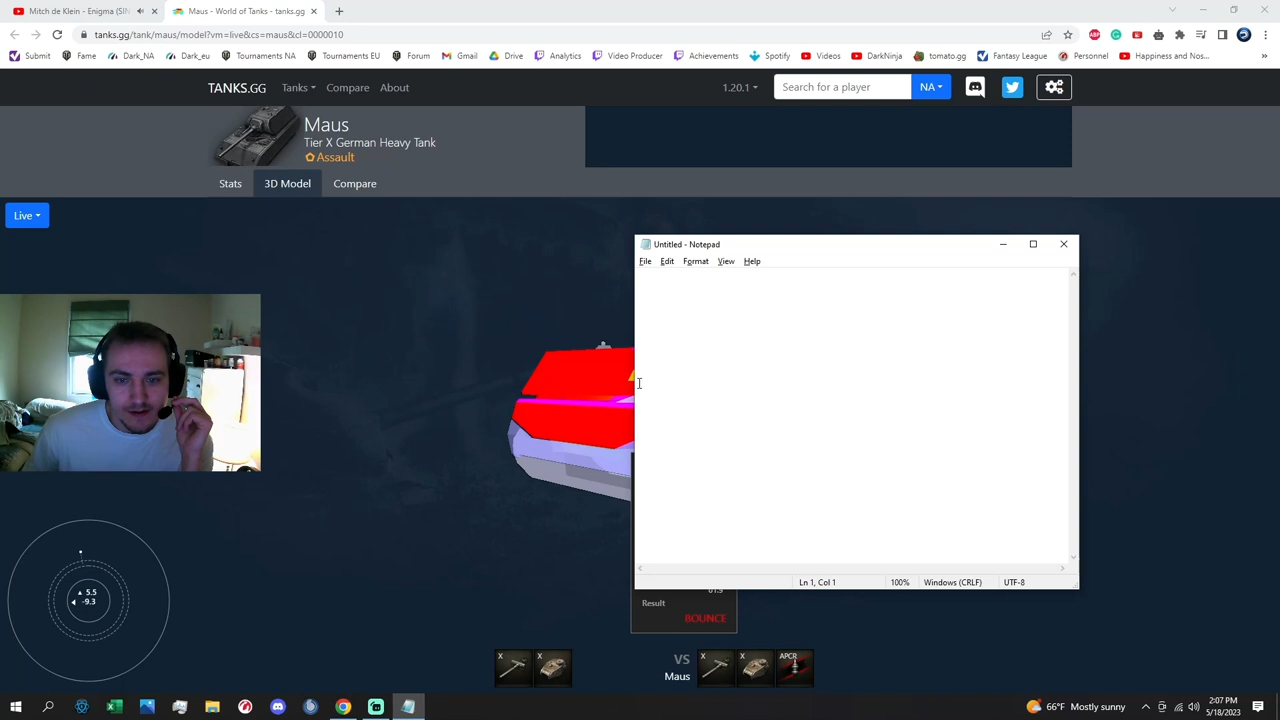 Mitch de Klein - Enigma (SIN
Maus - World of Tanks - tanks.gg
tanks.gg/tank/maus/model?vm=live&cs=maus&cl=0000010
Submit
Fame
Dark_NA
Dark_eu
Tournaments NA
Tournaments EU
Forum
Gmail
Drive
Analytics
Video Producer
Achievements
Spotify
Videos
DarkNinja
tomato.gg
Fantasy League
Personnel
Happiness and Nos...
TANKS.GG
Tanks
Compare
About
1.20.1
Search for a player
NA
Maus
Tier X German Heavy Tank
Assault
Stats
3D Model
Compare
Live
Untitled - Notepad
File
Edit
Format
View
Help
Ln 1, Col 1
100%
Windows (CRLF)
UTF-8
5.5
-9.3
Result
BOUNCE
X
X
VS
Maus
X
X
APCR
66°F Mostly sunny
2:07 PM
5/18/2023